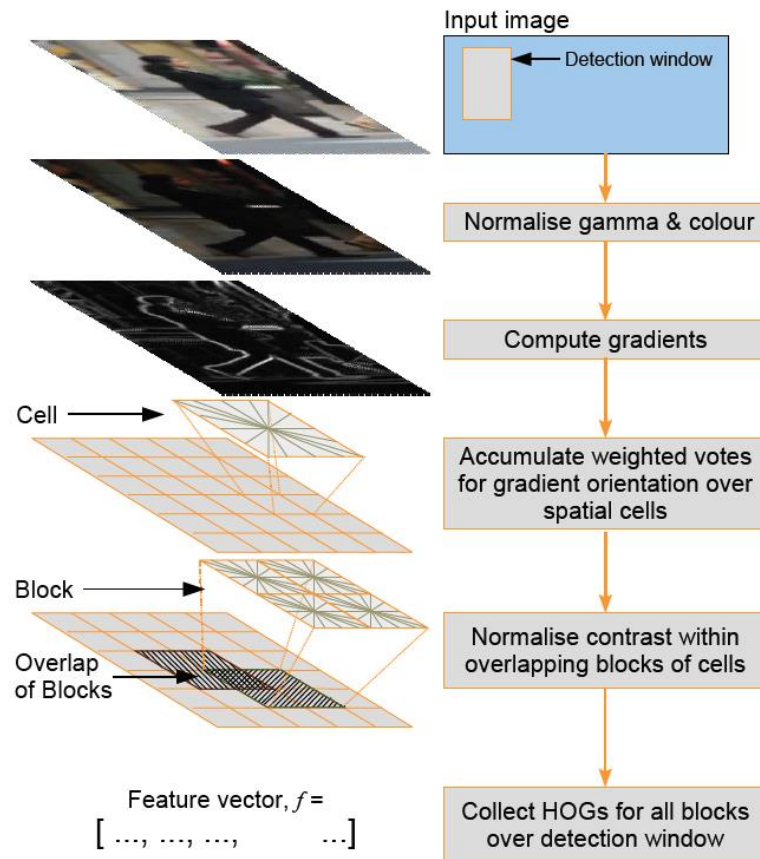 Input image
Detection window
Normalise gamma & colour
Compute gradients
Cell
Accumulate weighted votes
for gradient orientation over
spatial cells
Block
Normalise contrast within
overlapping blocks of cells
Overlap
of Blocks
Feature vector, f =
[ ..., ..., ..., ...]
Collect HOGs for all blocks
over detection window